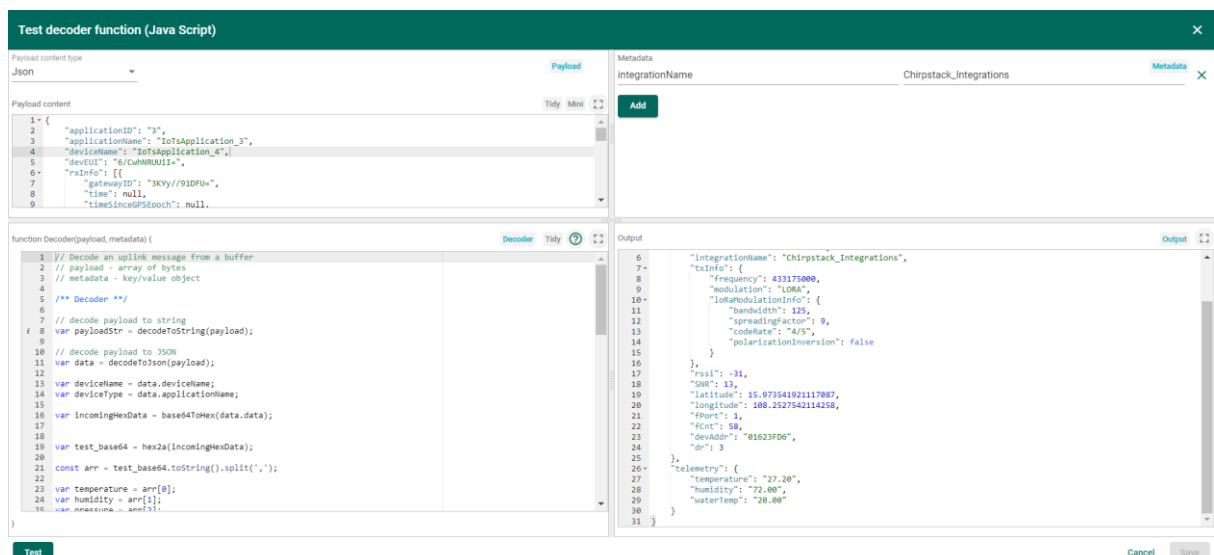 Test decoder function (Java Script)
Payload content type
Json
Payload
Payload content
Tidy Mini
1 {
2 "applicationID": "3",
3 "applicationName": "IoTsApplication_3",
4 "deviceName": "IoTsApplication_4",
5 "devEUI": "6/CwhNRUUiI=",
6 "rxInfo": [{
7 "gatewayID": "3KYy//91DFU=",
8 "time": null,
9 "timeSinceGPSEpoch": null,
Metadata
integrationName
Chirpstack_Integrations
Metadata
Add
function Decoder(payload, metadata) {
Decoder Tidy
1 // Decode an uplink message from a buffer
2 // payload - array of bytes
3 // metadata - key/value object
4
5 /** Decoder **/
6
7 // decode payload to string
i 8 var payloadStr = decodeToString(payload);
9
10 // decode payload to JSON
11 var data = decodeToJson(payload);
12
13 var deviceName = data.deviceName;
14 var deviceType = data.applicationName;
15
16 var incomingHexData = base64ToHex(data.data);
17
18
19 var test_base64 = hex2a(incomingHexData);
20
21 const arr = test_base64.toString().split(',');
22
23 var temperature = arr[0];
24 var humidity = arr[1];
25 var pressure = arr[2];
}
Output
Output
6 "integrationName": "Chirpstack_Integrations",
7 "txInfo": {
8 "frequency": 433175000,
9 "modulation": "LORA",
10 "loRaModulationInfo": {
11 "bandwidth": 125,
12 "spreadingFactor": 9,
13 "codeRate": "4/5",
14 "polarizationInversion": false
15 }
16 },
17 "rssi": -31,
18 "SNR": 13,
19 "latitude": 15.973541921117087,
20 "longitude": 108.2527542114258,
21 "fPort": 1,
22 "fCnt": 58,
23 "devAddr": "01623FD6",
24 "dr": 3
25 },
26 "telemetry": {
27 "temperature": "27.20",
28 "humidity": "72.00",
29 "waterTemp": "20.00"
30 }
31 }
Test
Cancel
Save